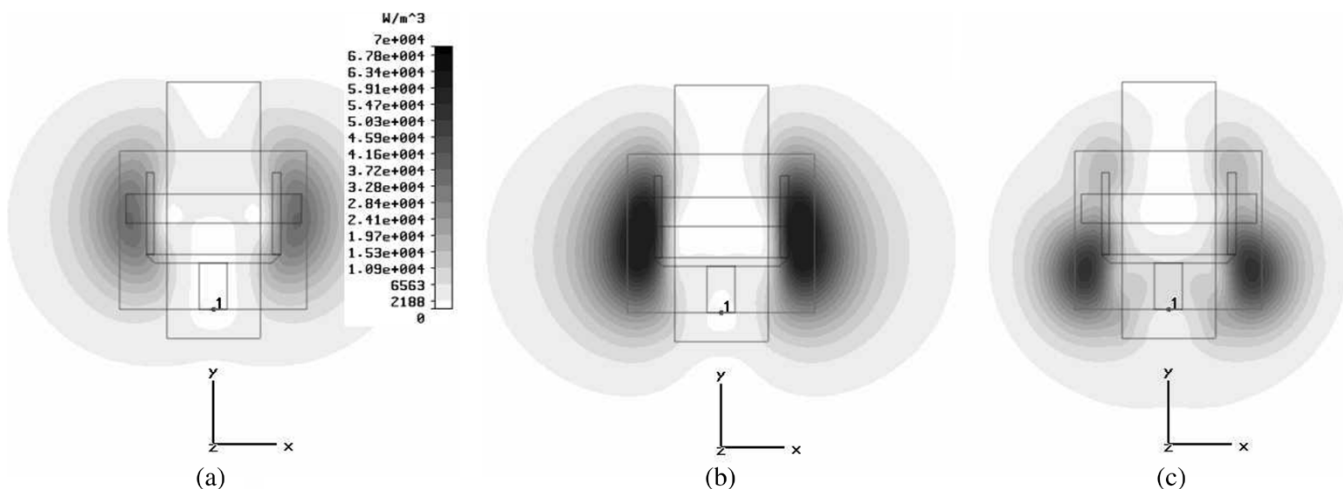 W/m^3
7e+004
6.78e+004
6.34e+004
5.91e+004
5.47e+004
5.03e+004
4.59e+004
4.16e+004
3.72e+004
3.28e+004
2.84e+004
2.41e+004
1.97e+004
1.53e+004
1.09e+004
6563
2188
0
1
1
1
Y
Z
X
Y
Z
X
Y
Z
X
(a)
(b)
(c)